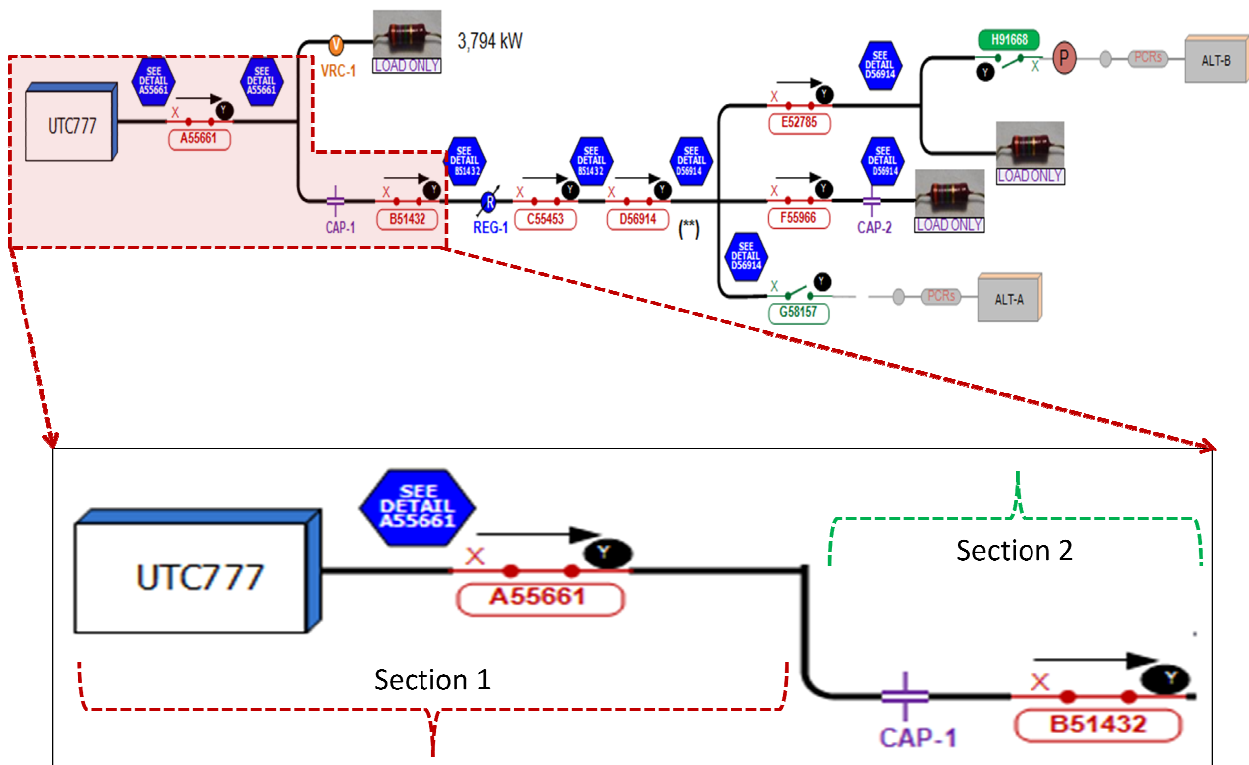 V
VRC-1
LOAD ONLY
3,794 kW
SEE
DETAIL
A55661
SEE
DETAIL
A55661
UTC777
X
Y
A55661
CAP-1
X
Y
B51432
SEE
DETAIL
B51432
R
REG-1
SEE
DETAIL
B51432
X
Y
C55453
X
Y
D56914
SEE
DETAIL
D56914
(**)
X
Y
E52785
SEE
DETAIL
D56914
H91668
Y
X
P
PCRs
ALT-B
LOAD ONLY
X
Y
F55966
SEE
DETAIL
D56914
CAP-2
LOAD ONLY
SEE
DETAIL
D56914
X
Y
G58157
PCRs
ALT-A
UTC777
SEE
DETAIL
A55661
X
Y
A55661
Section 1
Section 2
CAP-1
X
Y
B51432